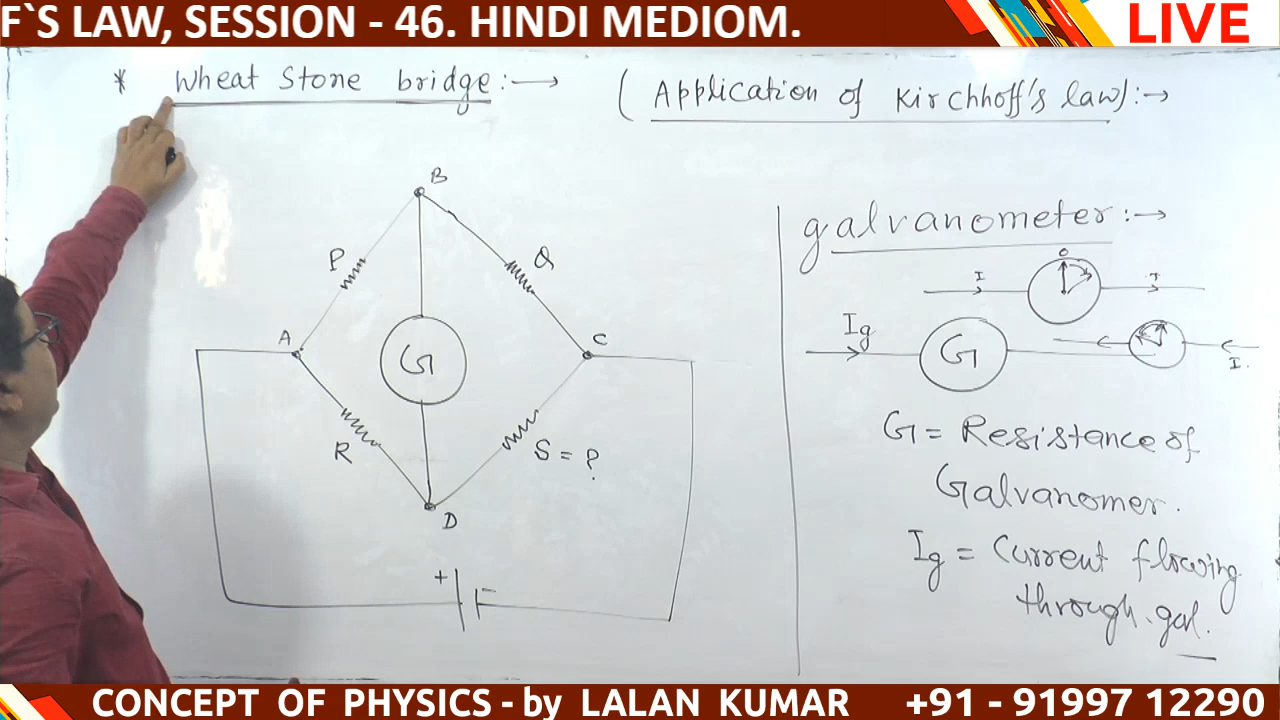 F`S LAW, SESSION - 46. HINDI MEDIOM.
LIVE
* Wheat Stone bridge :→ (Application of Kirchhoff's law) :→
B
P
Q
A
C
G
R
S = ?
D
+ -
galvanometer :→
0
I
I
Ig
G
I
G = Resistance of
Galvanomer.
Ig = Current flowing
through gal.
CONCEPT OF PHYSICS - by LALAN KUMAR +91 - 91997 12290